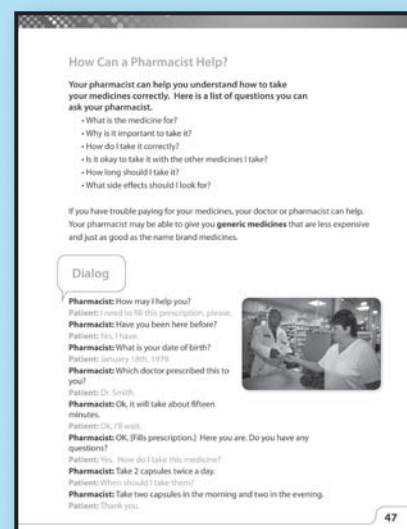 How Can a Pharmacist Help?
Your pharmacist can help you understand how to take
your medicines correctly. Here is a list of questions you can
ask your pharmacist.
• What is the medicine for?
• Why is it important to take it?
• How do I take it correctly?
• Is it okay to take it with the other medicines I take?
• How long should I take it?
• What side effects should I look for?
If you have trouble paying for your medicines, your doctor or pharmacist can help.
Your pharmacist may be able to give you generic medicines that are less expensive
and just as good as the name brand medicines.
Dialog
Pharmacist: How may I help you?
Patient: I need to fill this prescription, please.
Pharmacist: Have you been here before?
Patient: Yes, I have.
Pharmacist: What is your date of birth?
Patient: January 18th, 1979
Pharmacist: Which doctor prescribed this to
you?
Patient: Dr. Smith
Pharmacist: Ok, it will take about fifteen
minutes.
Patient: Ok, I'll wait.
Pharmacist: OK. [Fills prescription.] Here you are. Do you have any
questions?
Patient: Yes. How do I take this medicine?
Pharmacist: Take 2 capsules twice a day.
Patient: When should I take them?
Pharmacist: Take two capsules in the morning and two in the evening.
Patient: Thank you.
47